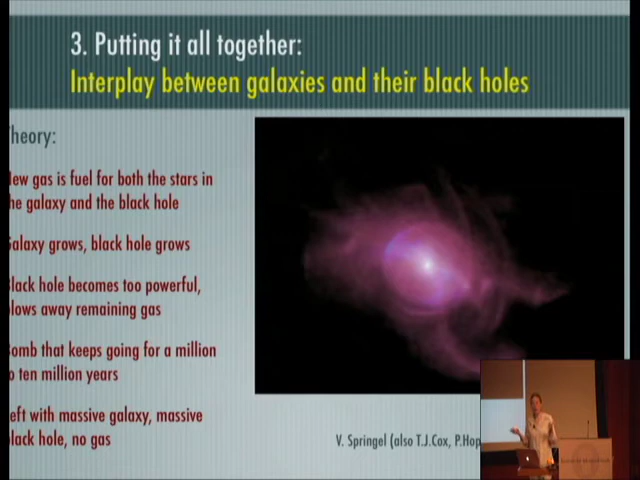 3. Putting it all together:
Interplay between galaxies and their black holes
heory:
ew gas is fuel for both the stars in
he galaxy and the black hole
alaxy grows, black hole grows
lack hole becomes too powerful,
lows away remaining gas
omb that keeps going for a million
o ten million years
eft with massive galaxy, massive
lack hole, no gas
V. Springel (also T.J.Cox, P.Hop